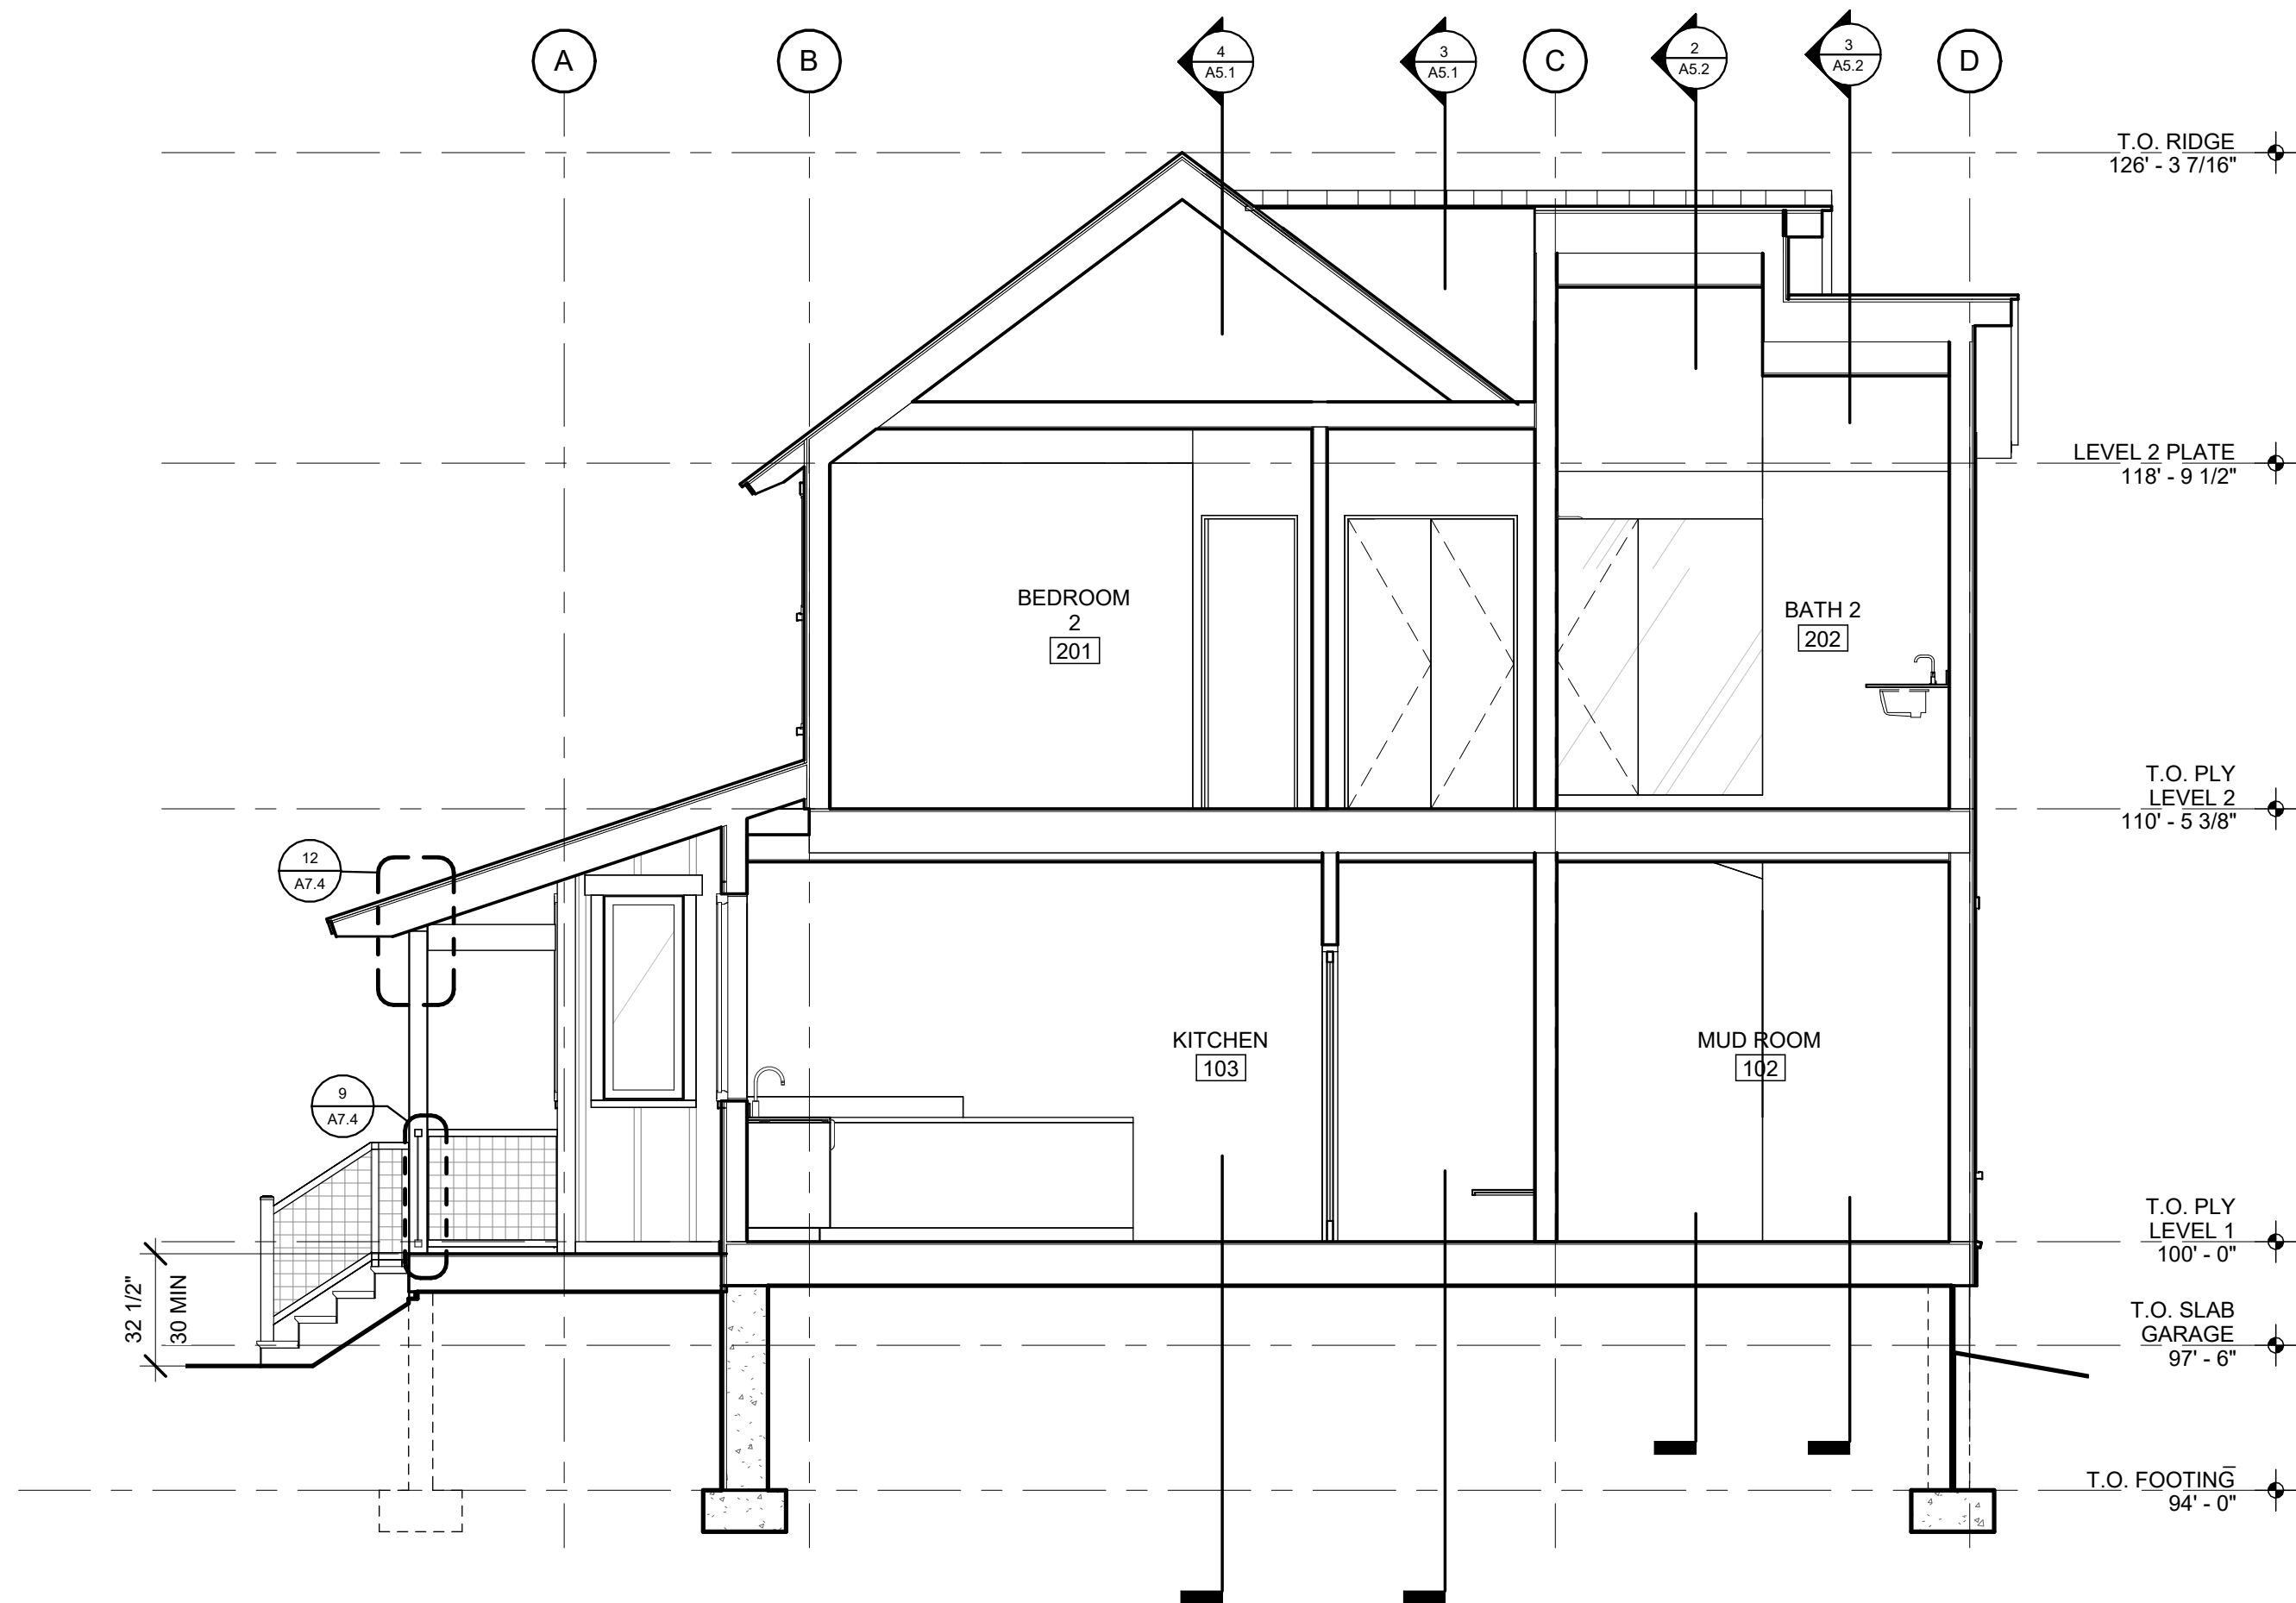 A
B
4
A5.1
3
A5.1
C
2
A5.2
3
A5.2
D
T.O. RIDGE
126' - 3 7/16"
LEVEL 2 PLATE
118' - 9 1/2"
BEDROOM
2
201
BATH 2
202
T.O. PLY
LEVEL 2
110' - 5 3/8"
12
A7.4
KITCHEN
103
MUD ROOM
102
9
A7.4
T.O. PLY
LEVEL 1
100' - 0"
32 1/2"
30 MIN
T.O. SLAB
GARAGE
97' - 6"
T.O. FOOTING
94' - 0"